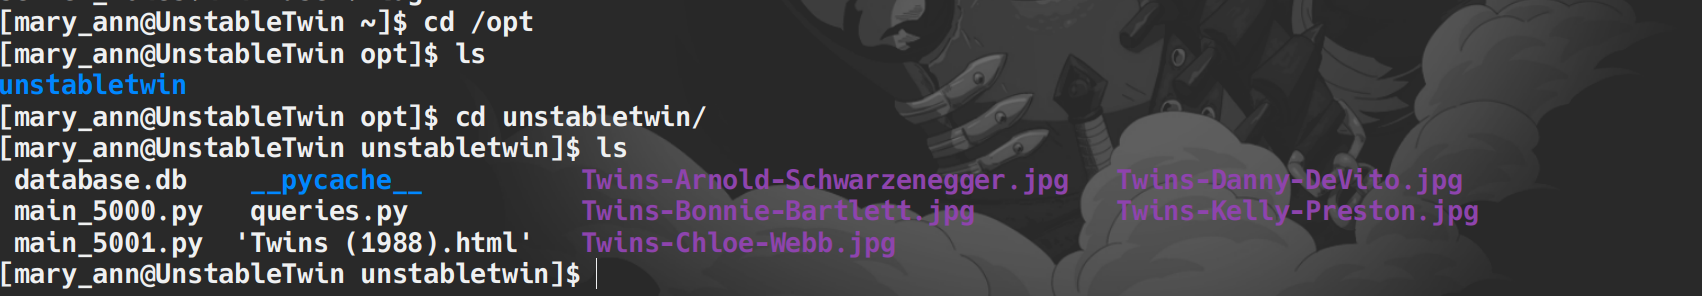 [mary_ann@UnstableTwin ~]$ cd /opt
[mary_ann@UnstableTwin opt]$ ls
unstabletwin
[mary_ann@UnstableTwin opt]$ cd unstabletwin/
[mary_ann@UnstableTwin unstabletwin]$ ls
database.db __pycache__ Twins-Arnold-Schwarzenegger.jpg Twins-Danny-DeVito.jpg
main_5000.py queries.py Twins-Bonnie-Bartlett.jpg Twins-Kelly-Preston.jpg
main_5001.py 'Twins (1988).html' Twins-Chloe-Webb.jpg
[mary_ann@UnstableTwin unstabletwin]$